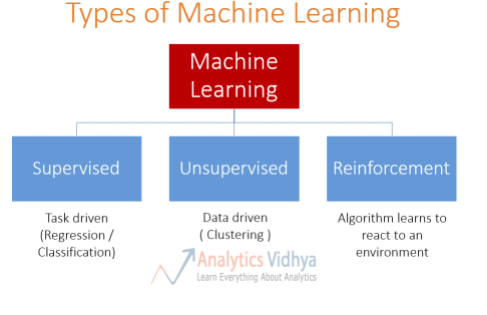 Types of Machine Learning
Machine
Learning
Supervised
Unsupervised
Reinforcement
Task driven
(Regression /
Classification)
Data driven
( Clustering )
Algorithm learns to
react to an
environment
Analytics Vidhya
Learn Everything About Analytics